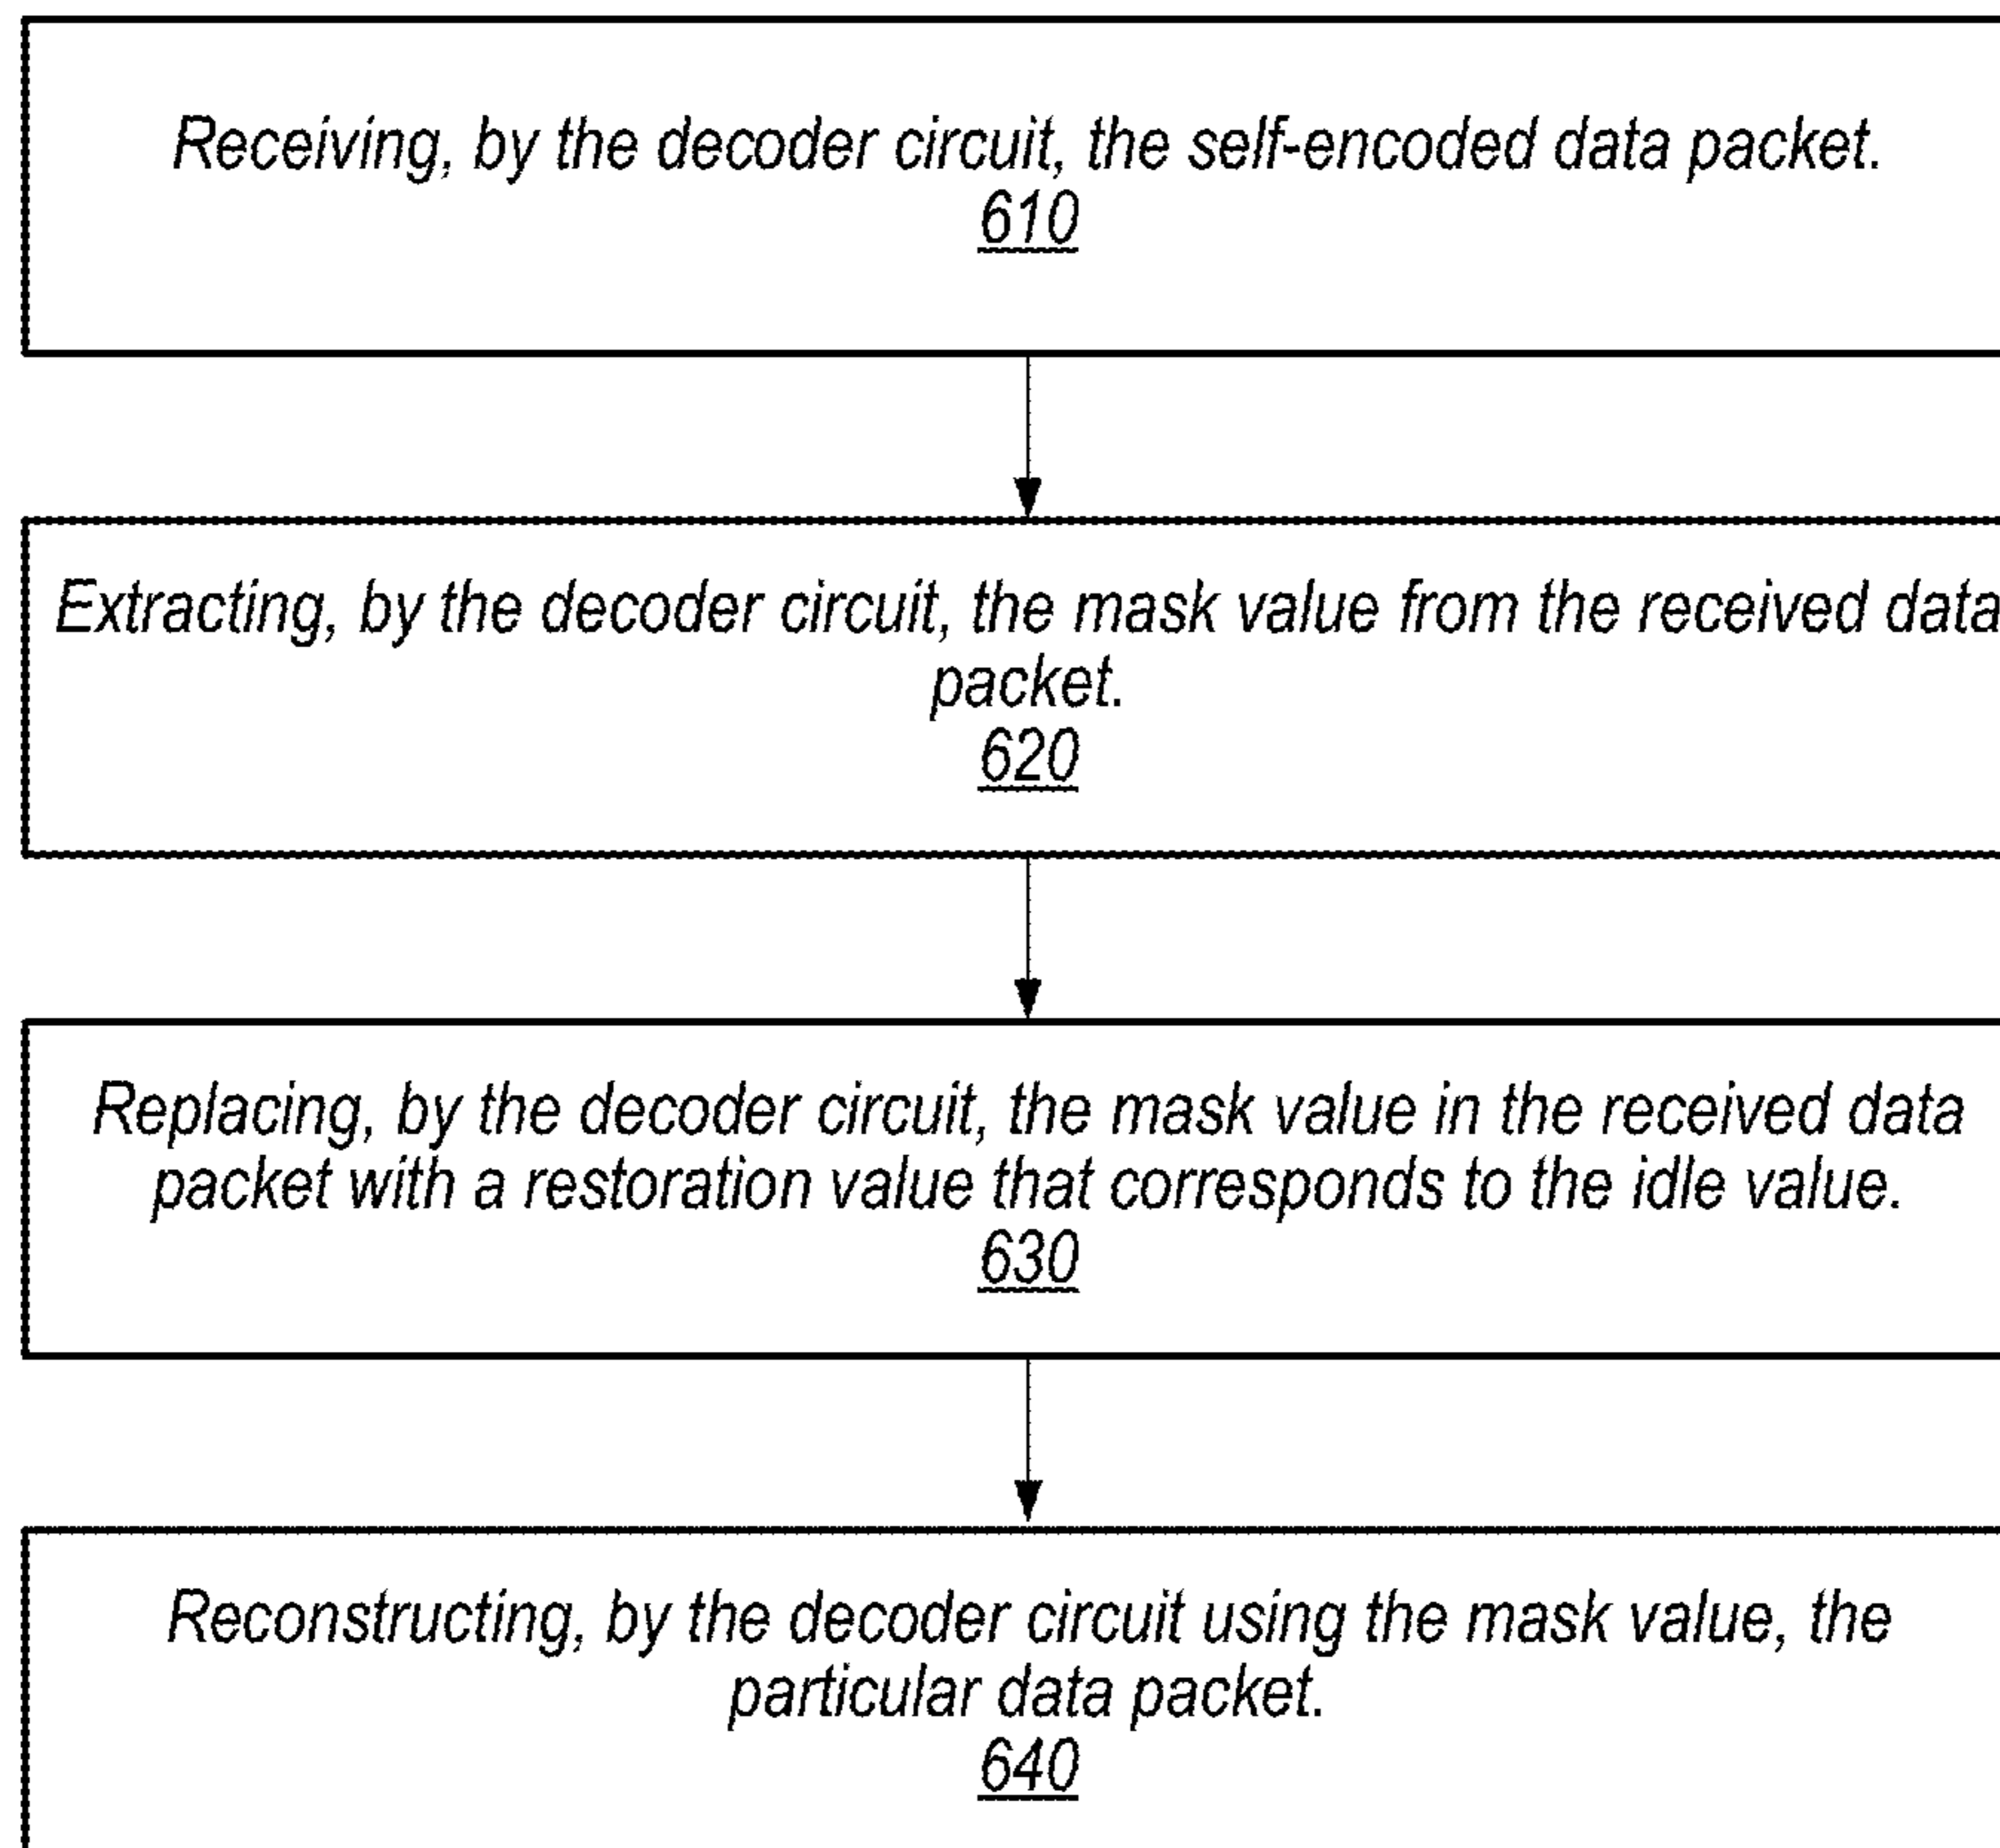 Receiving, by the decoder circuit, the self-encoded data packet.
610
Extracting, by the decoder circuit, the mask value from the received data
packet.
620
Replacing, by the decoder circuit, the mask value in the received data
packet with a restoration value that corresponds to the idle value.
630
Reconstructing, by the decoder circuit using the mask value, the
particular data packet.
640